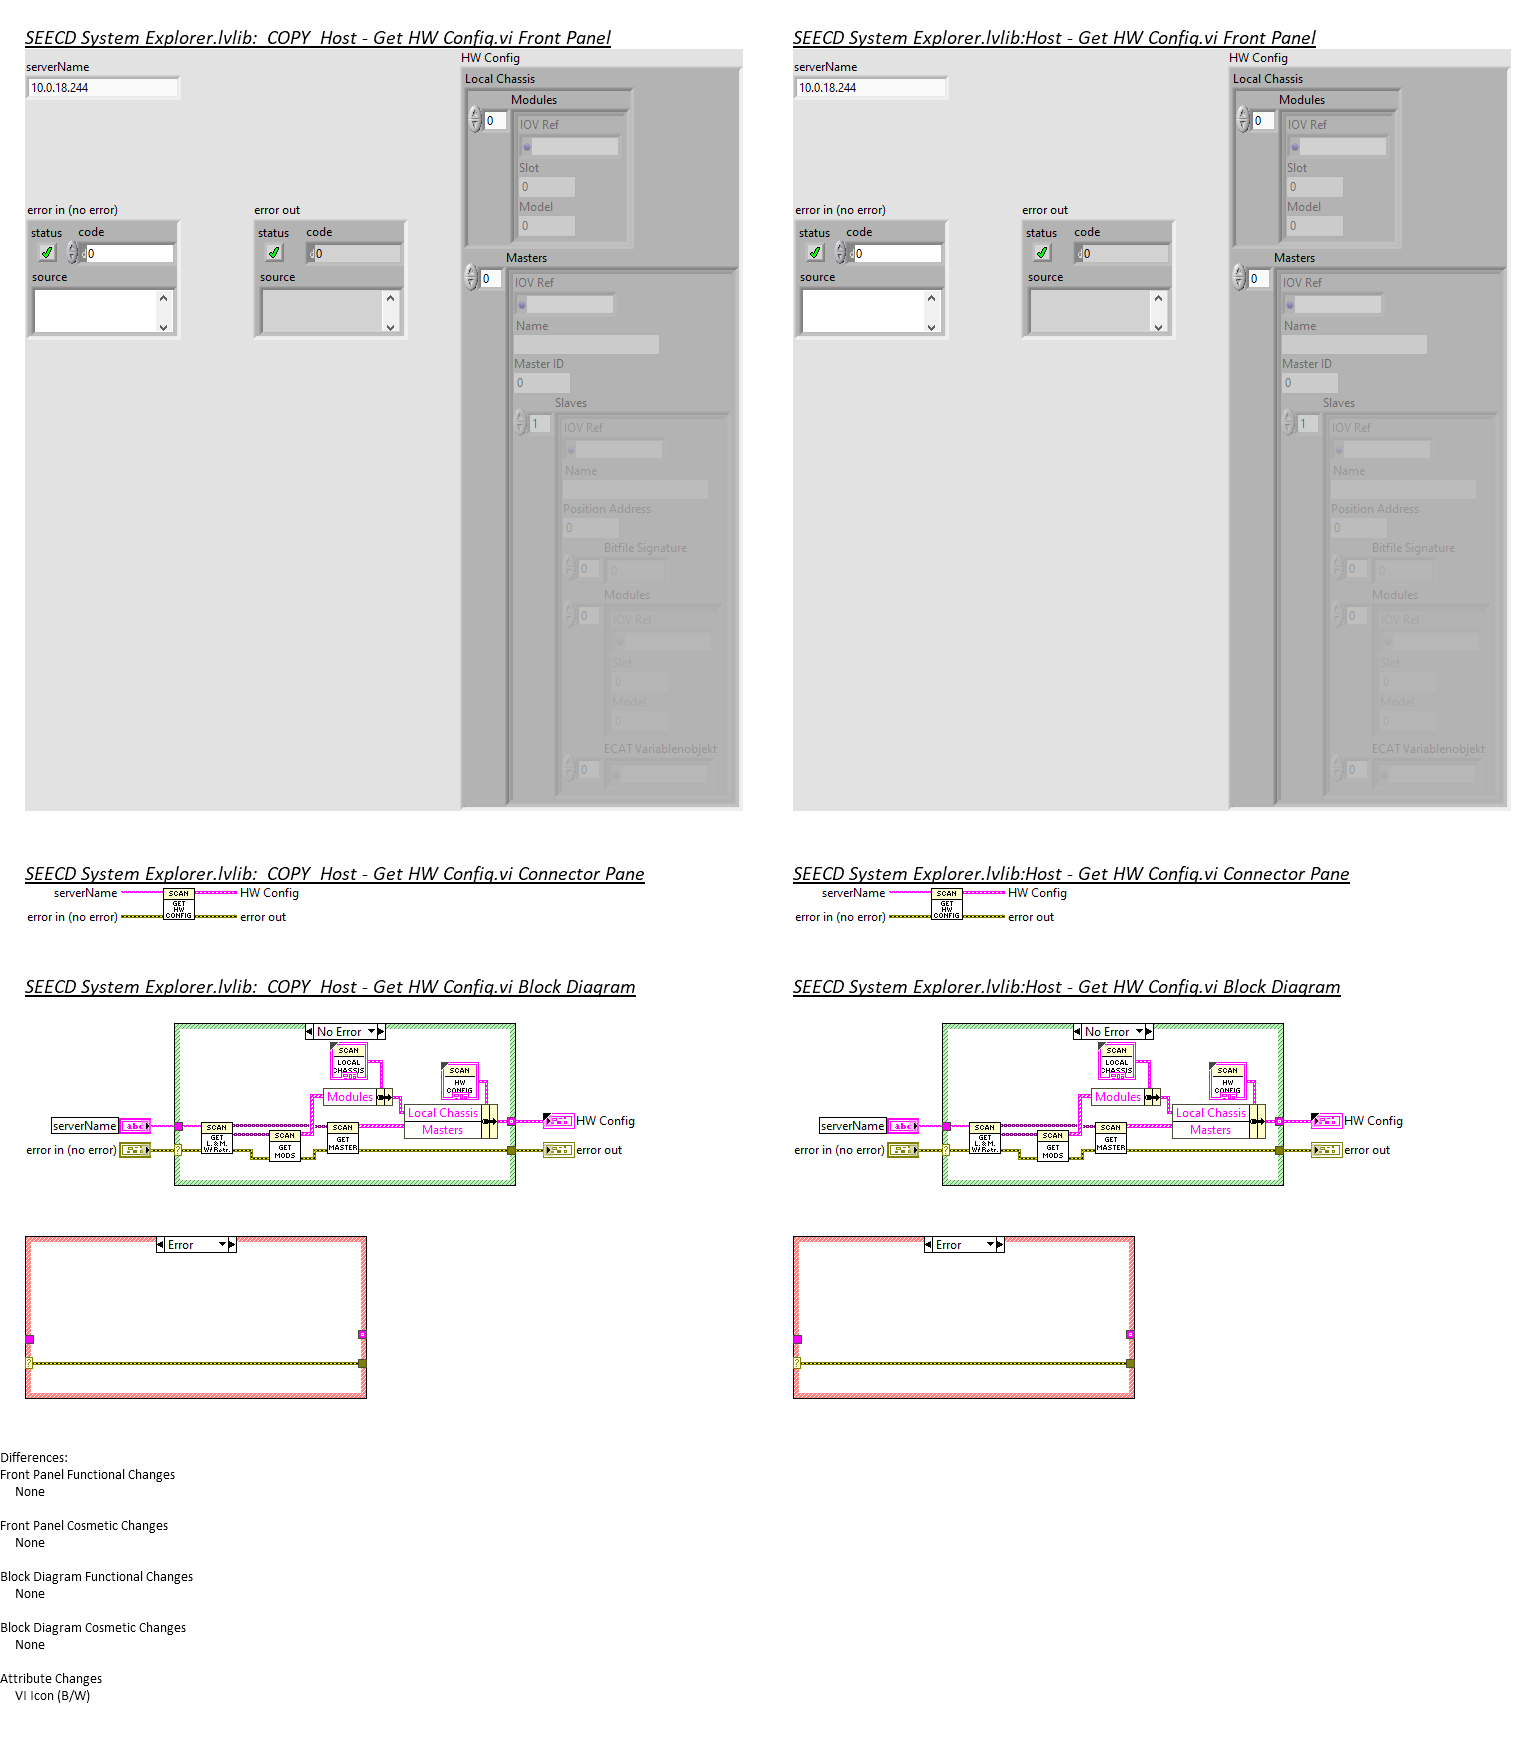 SEECD System Explorer.lvlib:  COPY  Host - Get HW Config.vi Front Panel
serverName
10.0.18.244
error in (no error)
status
code
0
source
error out
status
code
0
source
HW Config
Local Chassis
Modules
0
IOV Ref
Slot
0
Model
0
Masters
0
IOV Ref
Name
Master ID
0
Slaves
1
IOV Ref
Name
Position Address
0
Bitfile Signature
0
0
Modules
0
IOV Ref
Slot
0
Model
0
ECAT Variablenobjekt
0
SEECD System Explorer.lvlib:Host - Get HW Config.vi Front Panel
serverName
10.0.18.244
error in (no error)
status
code
0
source
error out
status
code
0
source
HW Config
Local Chassis
Modules
0
IOV Ref
Slot
0
Model
0
Masters
0
IOV Ref
Name
Master ID
0
Slaves
1
IOV Ref
Name
Position Address
0
Bitfile Signature
0
0
Modules
0
IOV Ref
Slot
0
Model
0
ECAT Variablenobjekt
0
SEECD System Explorer.lvlib:  COPY  Host - Get HW Config.vi Connector Pane
serverName
error in (no error)
SCAN
GET
HW
CONFIG
HW Config
error out
SEECD System Explorer.lvlib:Host - Get HW Config.vi Connector Pane
serverName
error in (no error)
SCAN
GET
HW
CONFIG
HW Config
error out
SEECD System Explorer.lvlib:  COPY  Host - Get HW Config.vi Block Diagram
No Error
SCAN
LOCAL
CHASSIS
SCAN
HW
CONFIG
Modules
Local Chassis
Masters
serverName
abc
error in (no error)
?
SCAN
GET
L. & M.
W/ Retr.
SCAN
GET
MODS
SCAN
GET
MASTER
HW Config
error out
Error
?
SEECD System Explorer.lvlib:Host - Get HW Config.vi Block Diagram
No Error
SCAN
LOCAL
CHASSIS
SCAN
HW
CONFIG
Modules
Local Chassis
Masters
serverName
abc
error in (no error)
?
SCAN
GET
L. & M.
W/ Retr.
SCAN
GET
MODS
SCAN
GET
MASTER
HW Config
error out
Error
?
Differences:
Front Panel Functional Changes
None
Front Panel Cosmetic Changes
None
Block Diagram Functional Changes
None
Block Diagram Cosmetic Changes
None
Attribute Changes
VI Icon (B/W)